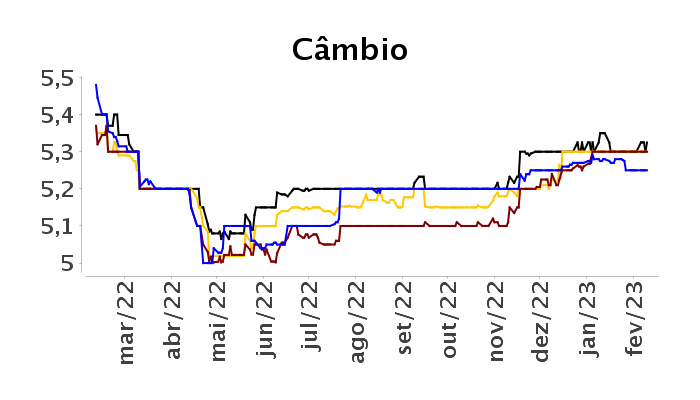 Câmbio
5,5
5,4
5,3
5,2
5,1
5
mar/22
abr/22
mai/22
jun/22
jul/22
ago/22
set/22
out/22
nov/22
dez/22
jan/23
fev/23